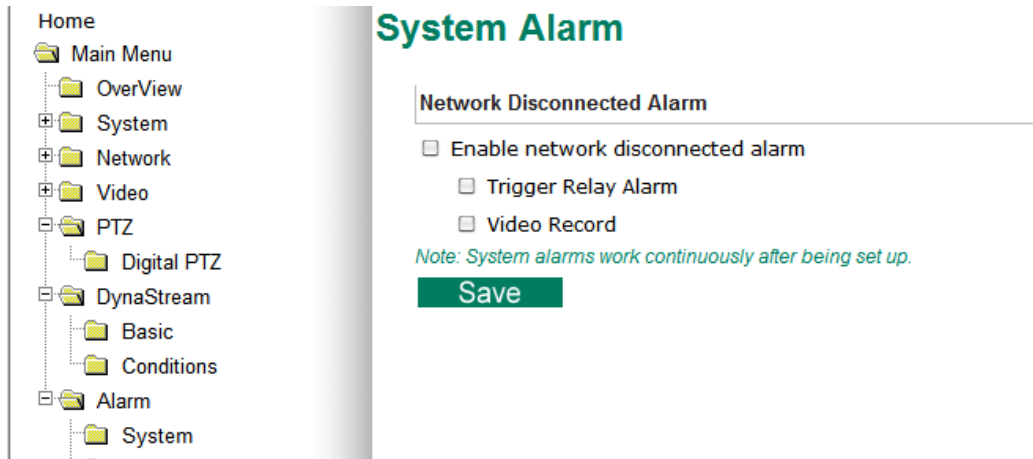 Home
Main Menu
OverView
System
Network
Video
PTZ
Digital PTZ
DynaStream
Basic
Conditions
Alarm
System
System Alarm
Network Disconnected Alarm
Enable network disconnected alarm
Trigger Relay Alarm
Video Record
Note: System alarms work continuously after being set up.
Save